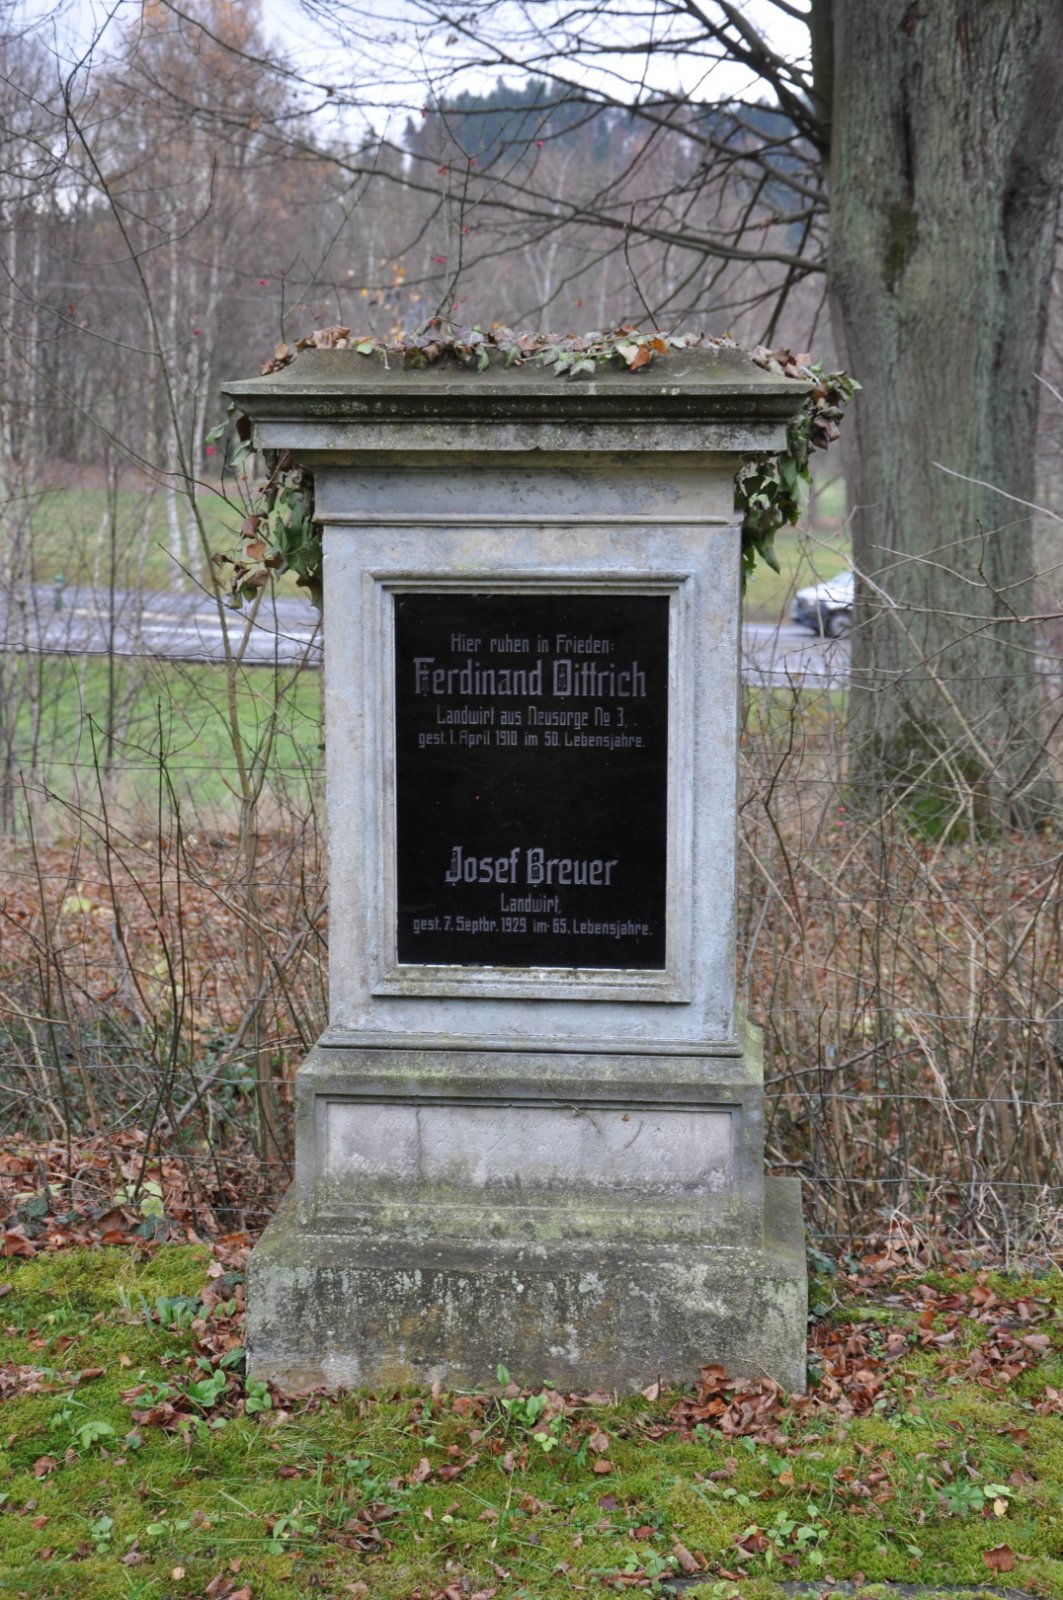 Hier ruhen in Frieden:
Ferdinand Dittrich
Landwirt aus Neusorge No 3,
gest. 1. April 1910 im 50. Lebensjahre.
Josef Breuer
Landwirt,
gest. 7. Septbr. 1929 im 65. Lebensjahre.